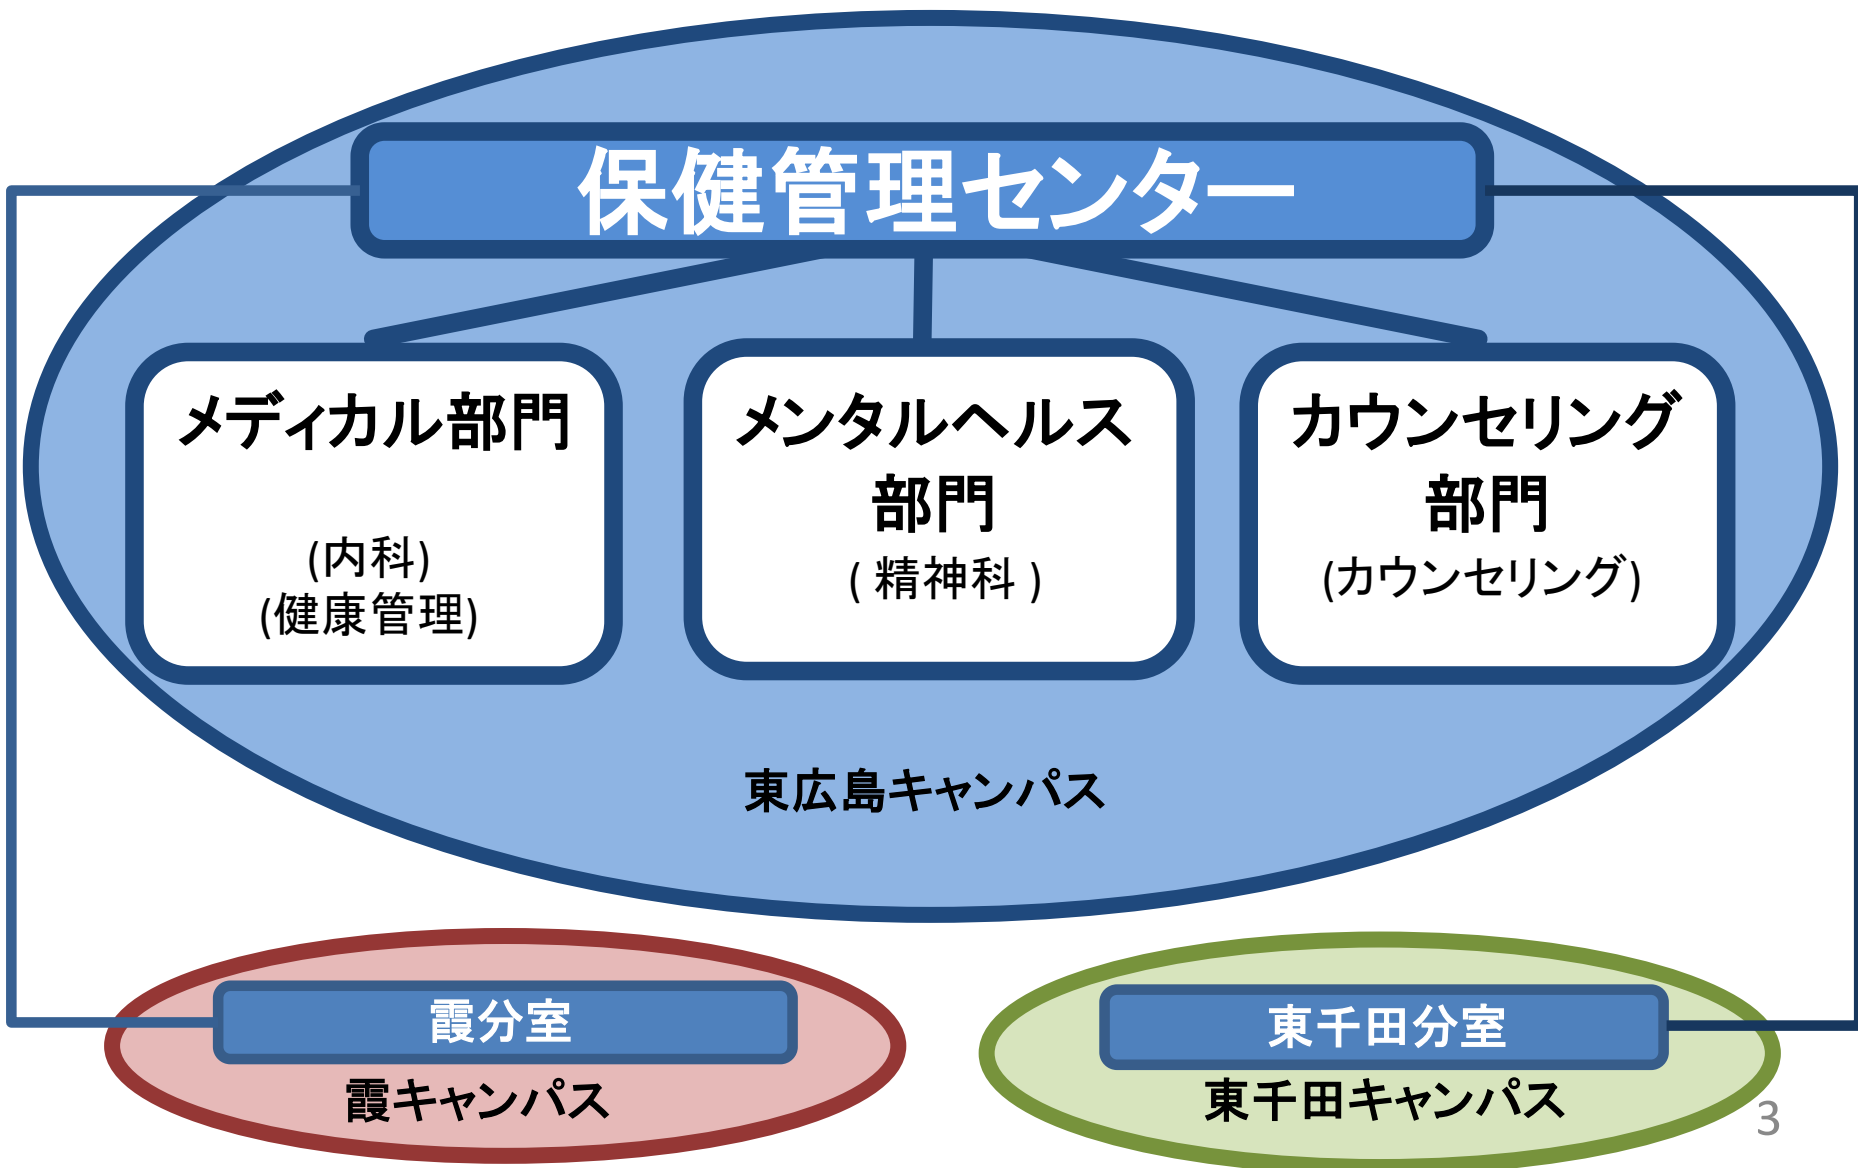 保健管理センター
メディカル部門
(内科)
(健康管理)
メンタルヘルス
部門
( 精神科 )
カウンセリング
部門
(カウンセリング)
東広島キャンパス
霞分室
霞キャンパス
東千田分室
東千田キャンパス
3